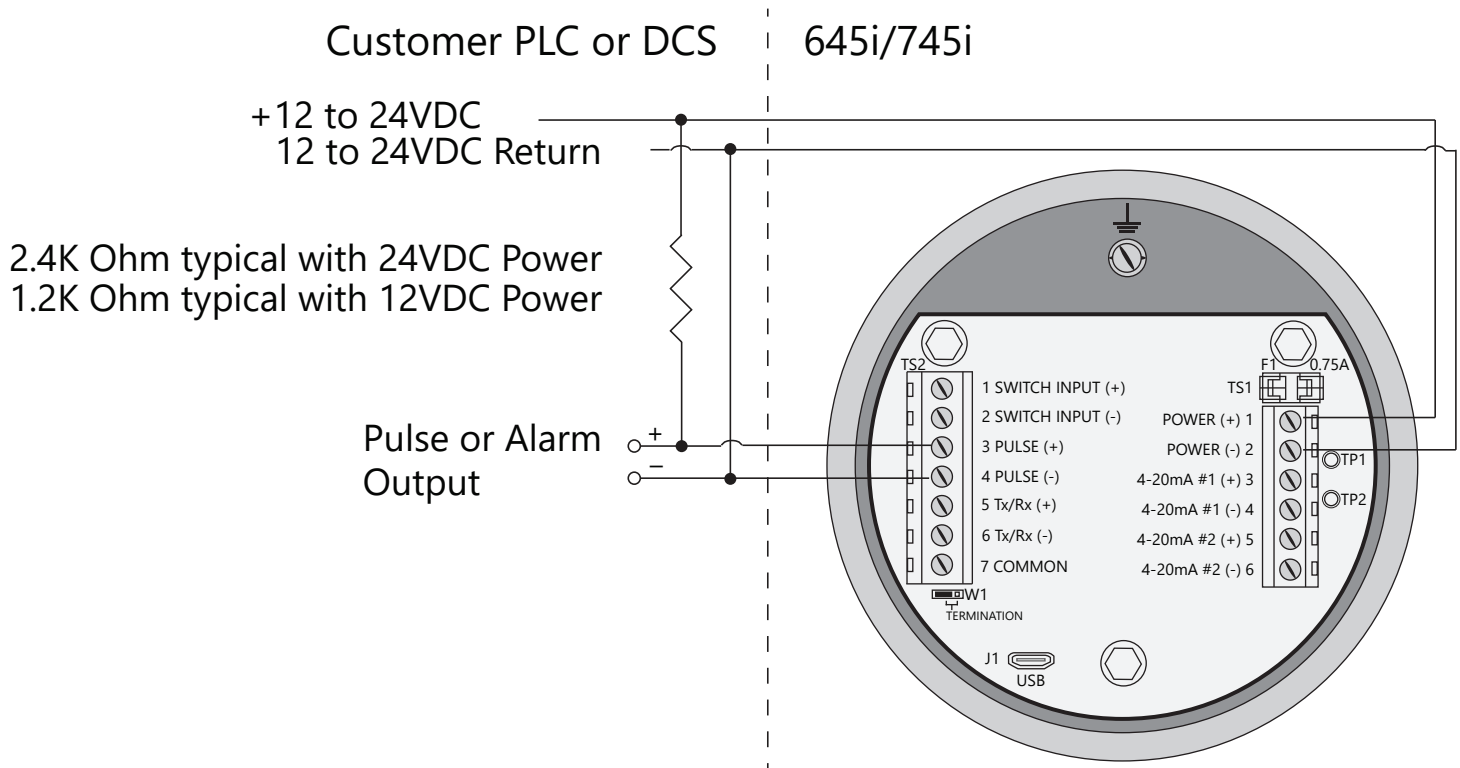 Customer PLC or DCS
645i/745i
+12 to 24VDC
12 to 24VDC Return
2.4K Ohm typical with 24VDC Power
1.2K Ohm typical with 12VDC Power
Pulse or Alarm +
Output −
TS2
1 SWITCH INPUT (+)
2 SWITCH INPUT (-)
3 PULSE (+)
4 PULSE (-)
5 Tx/Rx (+)
6 Tx/Rx (-)
7 COMMON
W1
TERMINATION
J1
USB
F1 0.75A
TS1
POWER (+) 1
POWER (-) 2
4-20mA #1 (+) 3
4-20mA #1 (-) 4
4-20mA #2 (+) 5
4-20mA #2 (-) 6
TP1
TP2